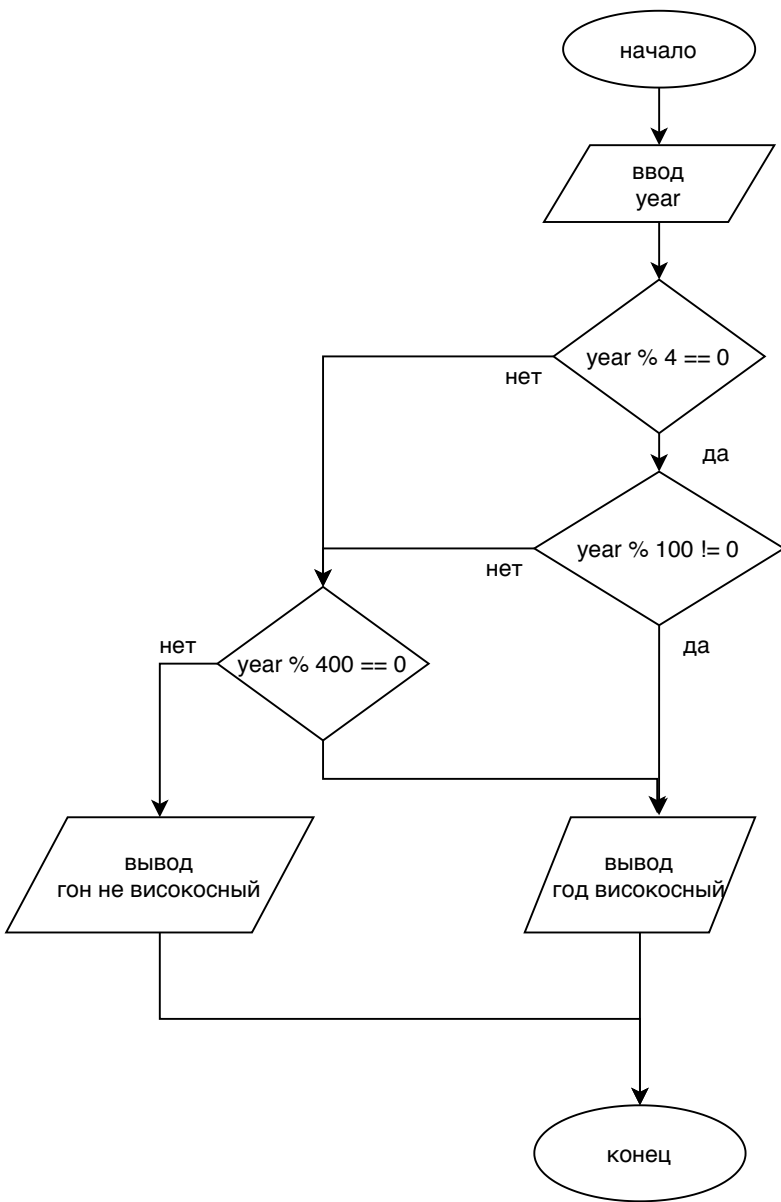 начало
ввод
year
year % 4 == 0
нет
да
year % 100 != 0
нет
да
нет
year % 400 == 0
вывод
гон не високосный
вывод
год високосный
конец